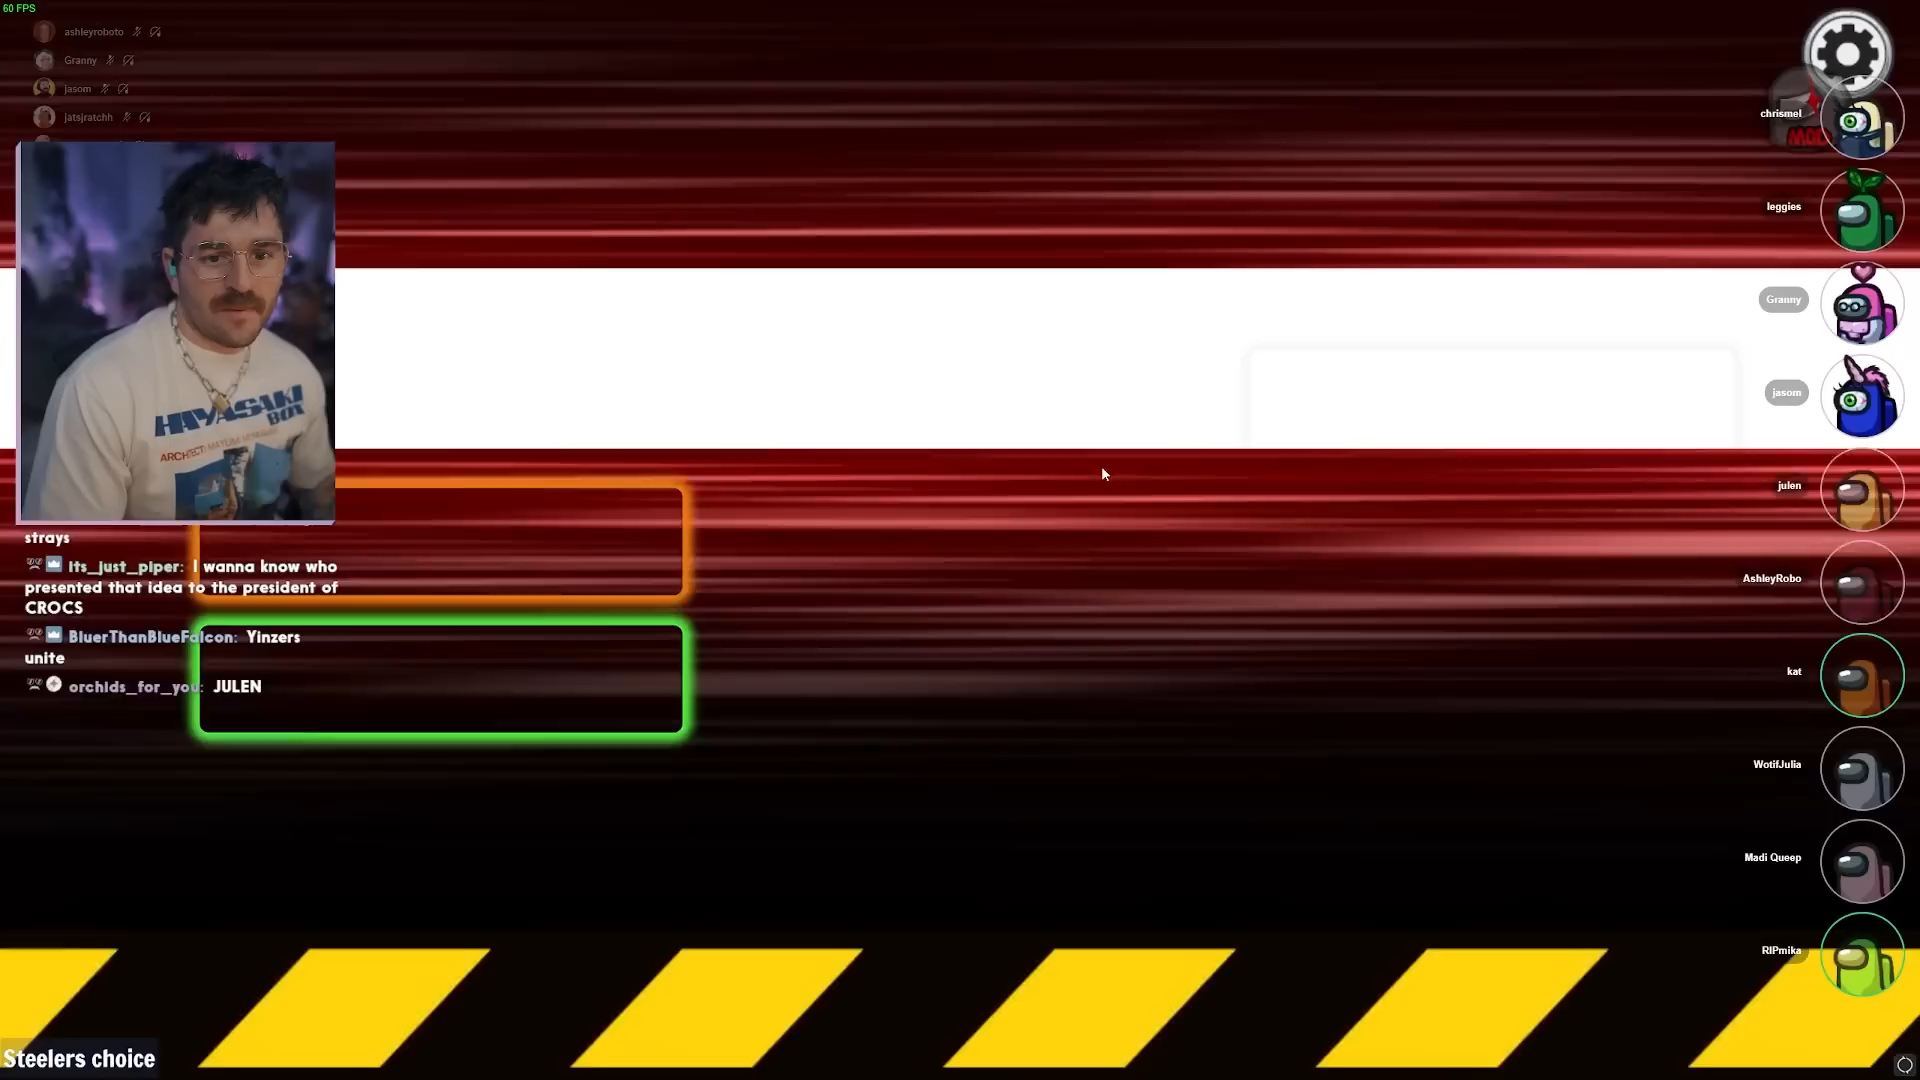 60 FPS
ashleyroboto
Granny
jasom
jatsjratchh
HAYASAKI
BOX
strays
its_just_piper: I wanna know who
presented that idea to the president of
CROCS
BluerThanBlueFalcon: Yinzers
unite
orchids_for_you: JULEN
Steelers choice
chrismel
leggies
Granny
jasom
julen
AshleyRobo
kat
WotifJulia
Madi Queep
RIPmika